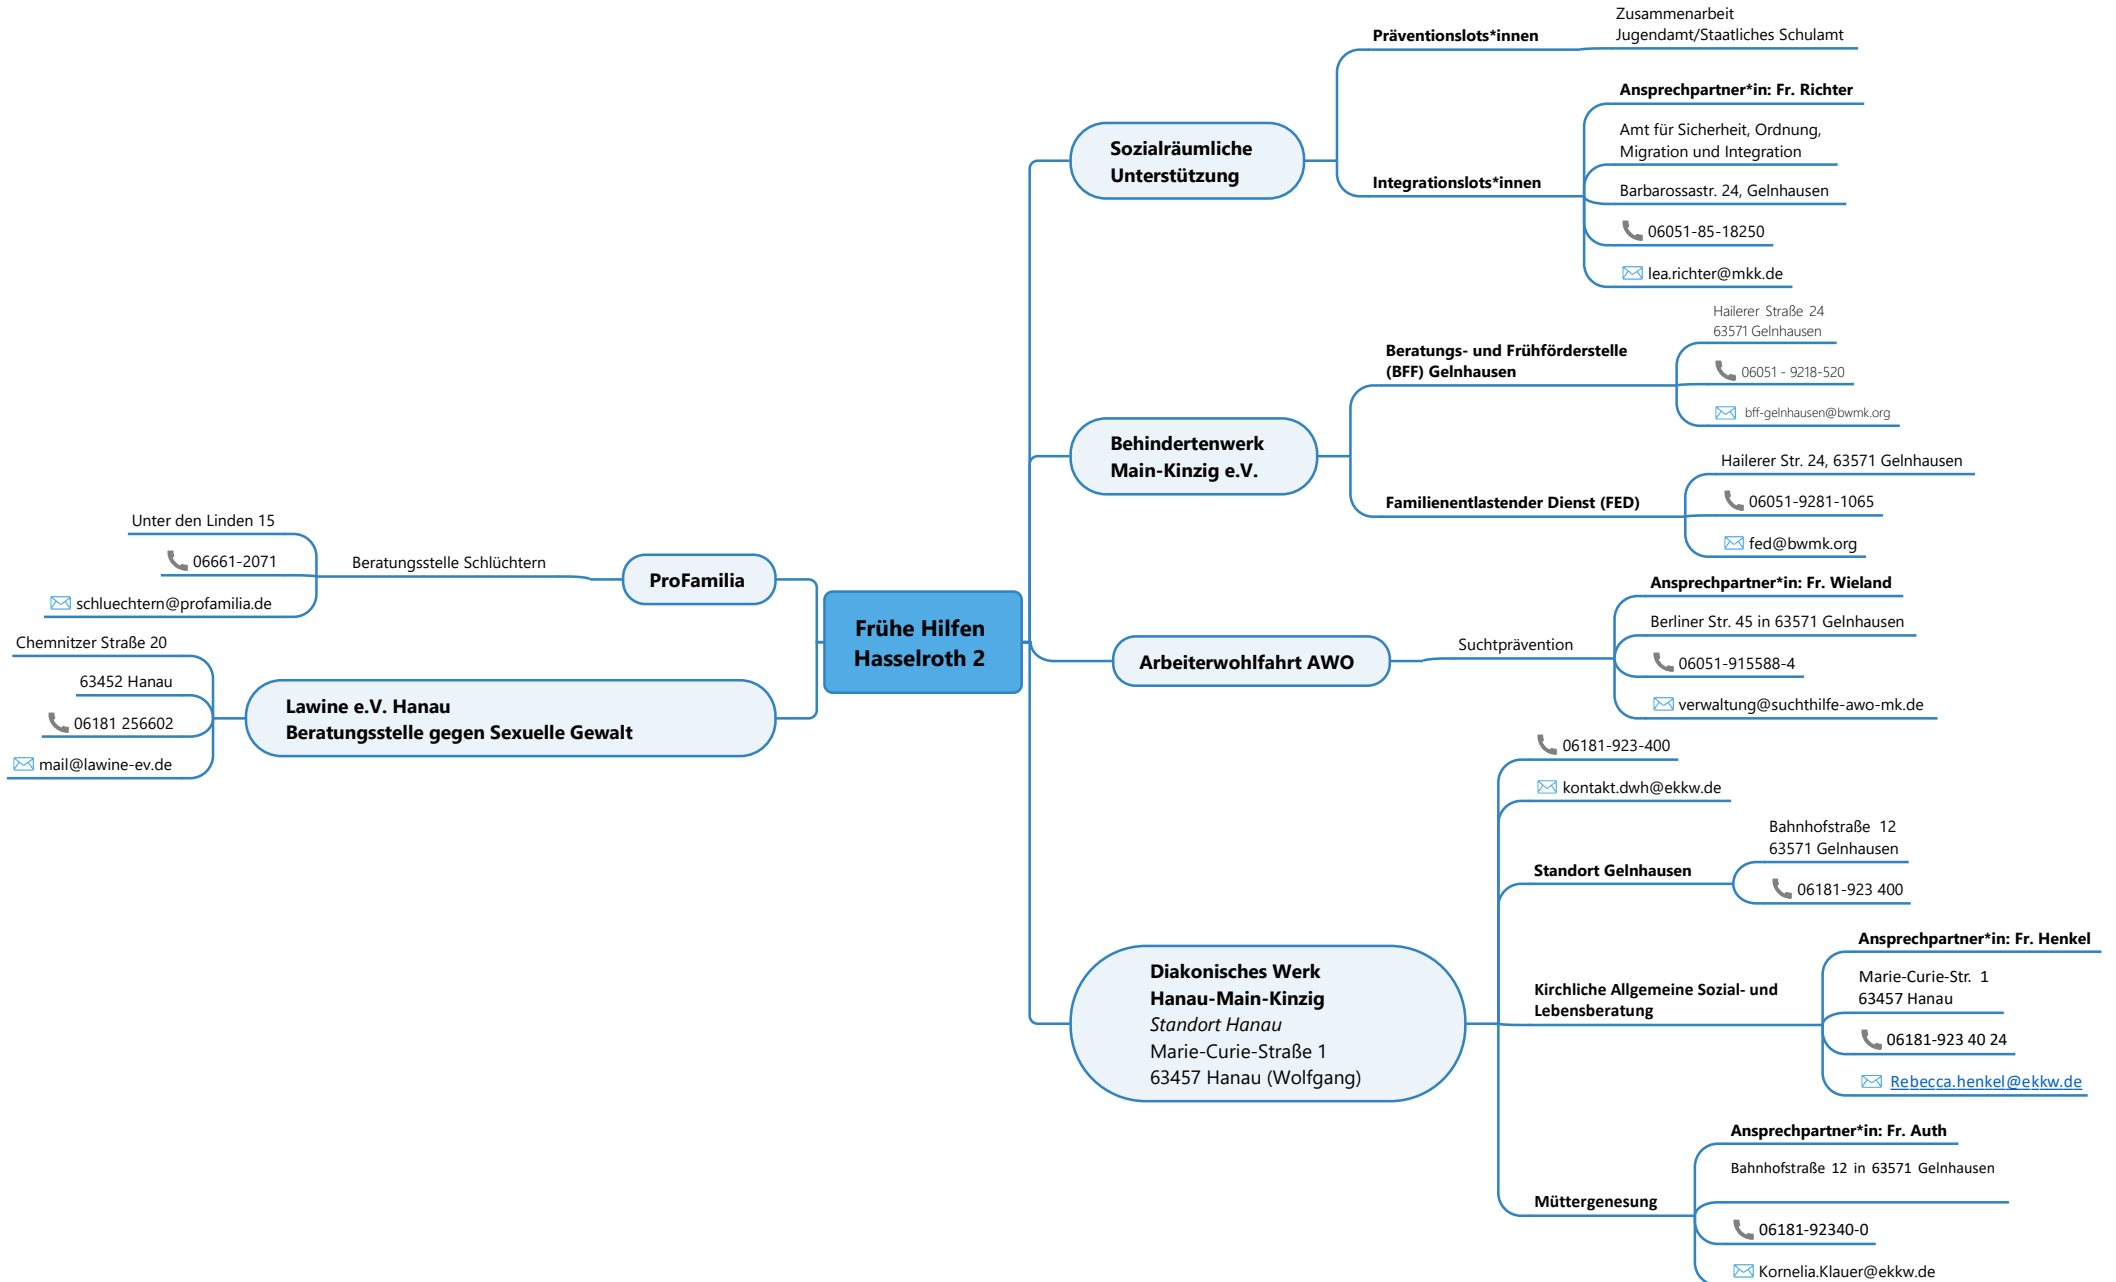 Frühe Hilfen
Hasselroth 2
Sozialräumliche
Unterstützung
Präventionslots*innen
Zusammenarbeit
Jugendamt/Staatliches Schulamt
Integrationslots*innen
Ansprechpartner*in: Fr. Richter
Amt für Sicherheit, Ordnung,
Migration und Integration
Barbarossastr. 24, Gelnhausen
06051-85-18250
lea.richter@mkk.de
Behindertenwerk
Main-Kinzig e.V.
Beratungs- und Frühförderstelle
(BFF) Gelnhausen
Hailerer Straße 24
63571 Gelnhausen
06051 - 9218-520
bff-gelnhausen@bwmk.org
Familienentlastender Dienst (FED)
Hailerer Str. 24, 63571 Gelnhausen
06051-9281-1065
fed@bwmk.org
Arbeiterwohlfahrt AWO
Suchtprävention
Ansprechpartner*in: Fr. Wieland
Berliner Str. 45 in 63571 Gelnhausen
06051-915588-4
verwaltung@suchthilfe-awo-mk.de
Diakonisches Werk
Hanau-Main-Kinzig
Standort Hanau
Marie-Curie-Straße 1
63457 Hanau (Wolfgang)
06181-923-400
kontakt.dwh@ekkw.de
Standort Gelnhausen
Bahnhofstraße 12
63571 Gelnhausen
06181-923 400
Kirchliche Allgemeine Sozial- und
Lebensberatung
Ansprechpartner*in: Fr. Henkel
Marie-Curie-Str. 1
63457 Hanau
06181-923 40 24
Rebecca.henkel@ekkw.de
Müttergenesung
Ansprechpartner*in: Fr. Auth
Bahnhofstraße 12 in 63571 Gelnhausen
06181-92340-0
Kornelia.Klauer@ekkw.de
ProFamilia
Beratungsstelle Schlüchtern
Unter den Linden 15
06661-2071
schluechtern@profamilia.de
Lawine e.V. Hanau
Beratungsstelle gegen Sexuelle Gewalt
Chemnitzer Straße 20
63452 Hanau
06181 256602
mail@lawine-ev.de